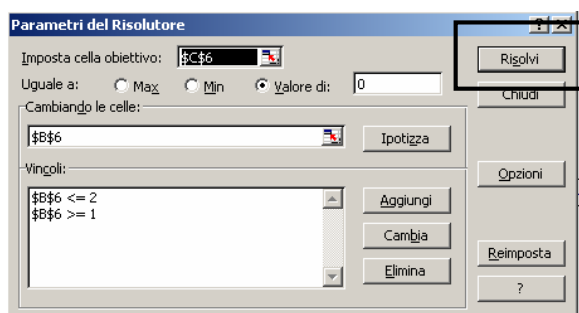 Parametri del Risolutore
? ×
Imposta cella obiettivo: $C$6
Risolvi
Uguale a: Max Min Valore di: 0
Chiudi
Cambiando le celle:
$B$6
Ipotizza
Opzioni
Vincoli:
$B$6 <= 2
$B$6 >= 1
Aggiungi
Cambia
Elimina
Reimposta
?